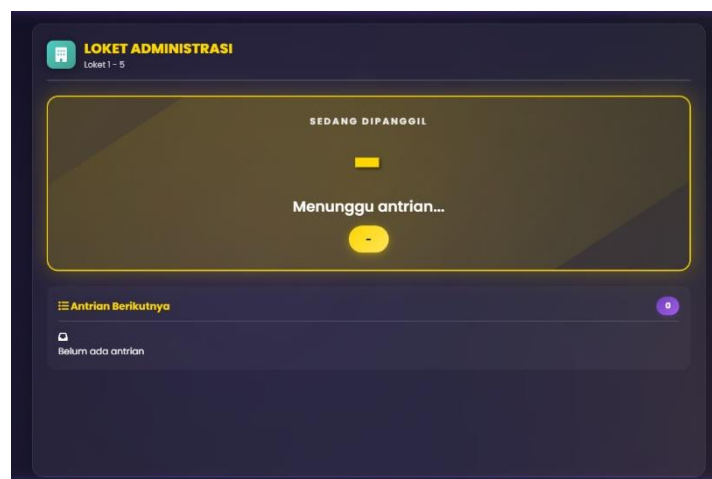 LOKET ADMINISTRASI
Loket 1 - 5
SEDANG DIPANGGIL
-
Menunggu antrian...
-
Antrian Berikutnya
0
Belum ada antrian